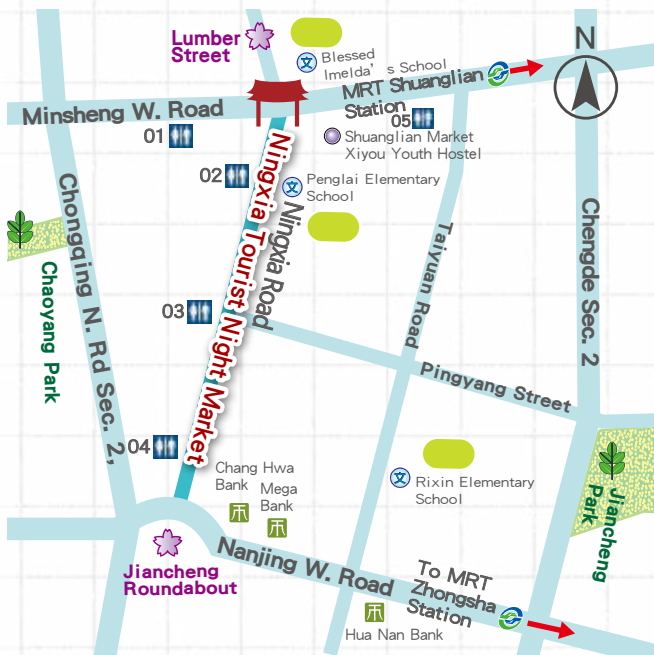 Lumber
Street
Blessed
Imelda' s School
N
MRT Shuanglian
Station
Minsheng W. Road
05
01
Shuanglian Market
Xiyou Youth Hostel
02
Penglai Elementary
School
Ningxia Tourist Night Market
Ningxia Road
Chongqing N. Rd Sec. 2,
Taiyuan Road
Chengde Sec. 2
Chaoyang Park
03
Pingyang Street
04
Chang Hwa
Bank
Mega
Bank
Rixin Elementary
School
Jiancheng
Park
Nanjing W. Road
Jiancheng
Roundabout
To MRT
Zhongsha
Station
Hua Nan Bank